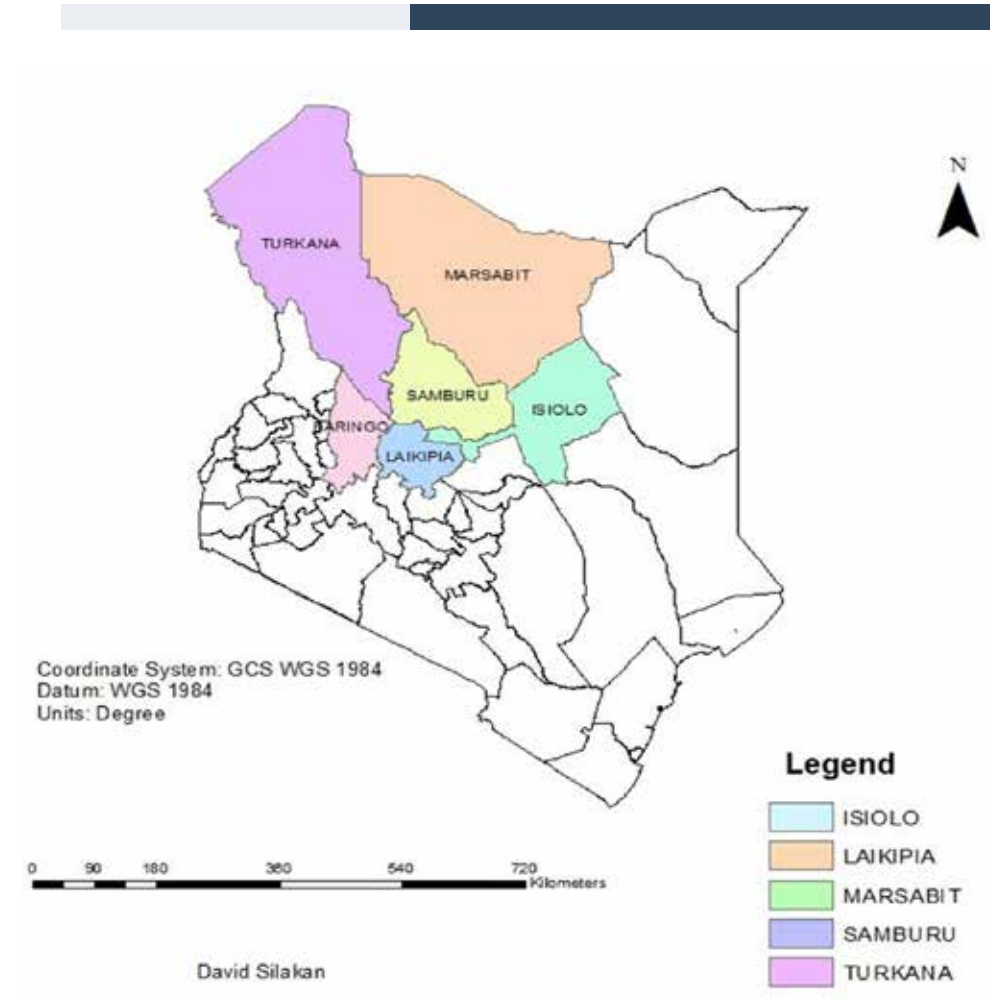 N
TURKANA
MARSABIT
SAMBURU
ISIOLO
BARINGO
LAIKIPIA
Coordinate System: GCS WGS 1984
Datum: WGS 1984
Units: Degree
Legend
ISIOLO
LAIKIPIA
MARSABIT
SAMBURU
TURKANA
0 90 180 360 540 720
Kilometers
David Silakan